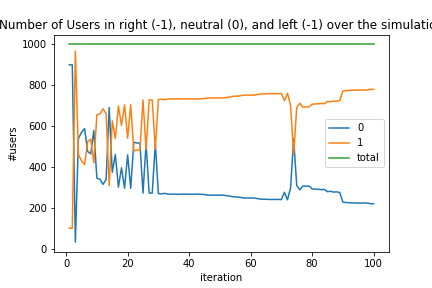 Number of Users in right (-1), neutral (0), and left (-1) over the simulatio
1000
800
600
400
200
0
#users
0
1
total
0 20 40 60 80 100
iteration